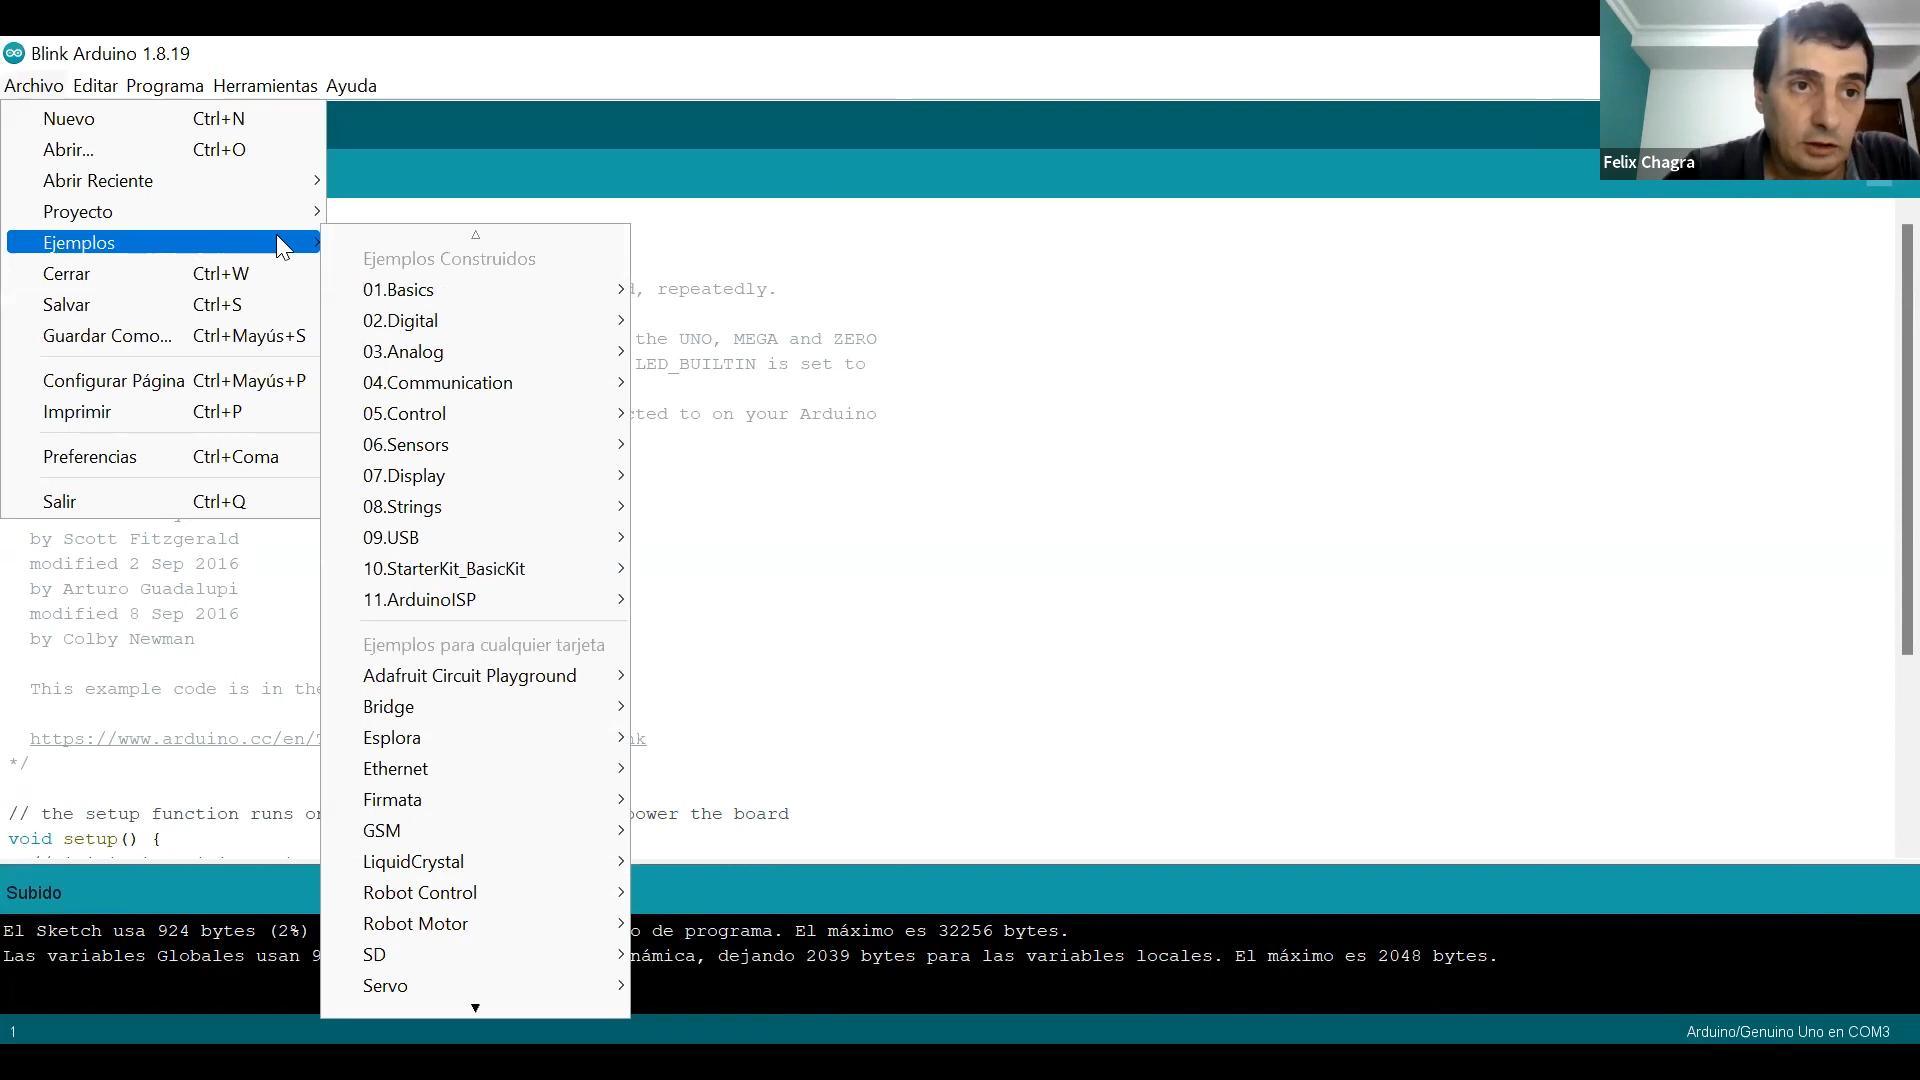 Blink Arduino 1.8.19
Archivo Editar Programa Herramientas Ayuda
Felix Chagra
Nuevo Ctrl+N
Abrir... Ctrl+O
Abrir Reciente
Proyecto
Ejemplos
Cerrar Ctrl+W
Salvar Ctrl+S
Guardar Como... Ctrl+Mayús+S
Configurar Página Ctrl+Mayús+P
Imprimir Ctrl+P
Preferencias Ctrl+Coma
Salir Ctrl+Q
Ejemplos Construidos
01.Basics
02.Digital
03.Analog
04.Communication
05.Control
06.Sensors
07.Display
08.Strings
09.USB
10.StarterKit_BasicKit
11.ArduinoISP
Ejemplos para cualquier tarjeta
Adafruit Circuit Playground
Bridge
Esplora
Ethernet
Firmata
GSM
LiquidCrystal
Robot Control
Robot Motor
SD
Servo
, repeatedly.
the UNO, MEGA and ZERO
LED_BUILTIN is set to
cted to on your Arduino
by Scott Fitzgerald
modified 2 Sep 2016
by Arturo Guadalupi
modified 8 Sep 2016
by Colby Newman
This example code is in the
https://www.arduino.cc/en/
*/
// the setup function runs power the board
void setup() {
Subido
El Sketch usa 924 bytes (2%) o de programa. El máximo es 32256 bytes.
Las variables Globales usan 9 námica, dejando 2039 bytes para las variables locales. El máximo es 2048 bytes.
1
Arduino/Genuino Uno en COM3